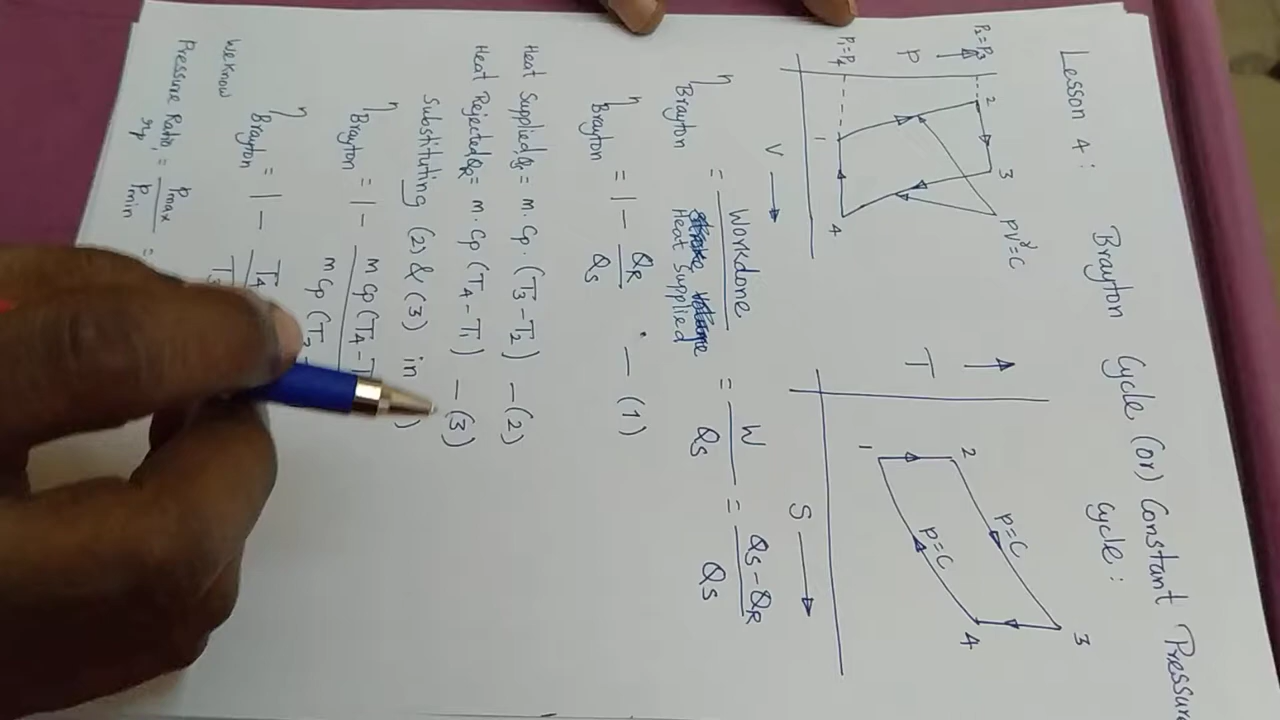 Lesson 4: Brayton Cycle (or) Constant Pressure
Cycle:
P2=P3
P
P1=P4
2
3
1
4
PVᵞ=C
V
T
1
2
3
4
P=C
P=C
S
η Brayton = Workdone / Heat Supplied = W / Qs = Qs-QR / Qs
η Brayton = 1 - QR / Qs - (1)
Heat Supplied, Qs = m. Cp. (T3-T2) - (2)
Heat Rejected QR = m. Cp (T4-T1) - (3)
Substituting (2) & (3) in
η Brayton = 1 - m Cp (T4-T / m Cp (T3
η Brayton = 1 - T4 / T3
We know
Pressure Ratio, rp = Pmax / Pmin =